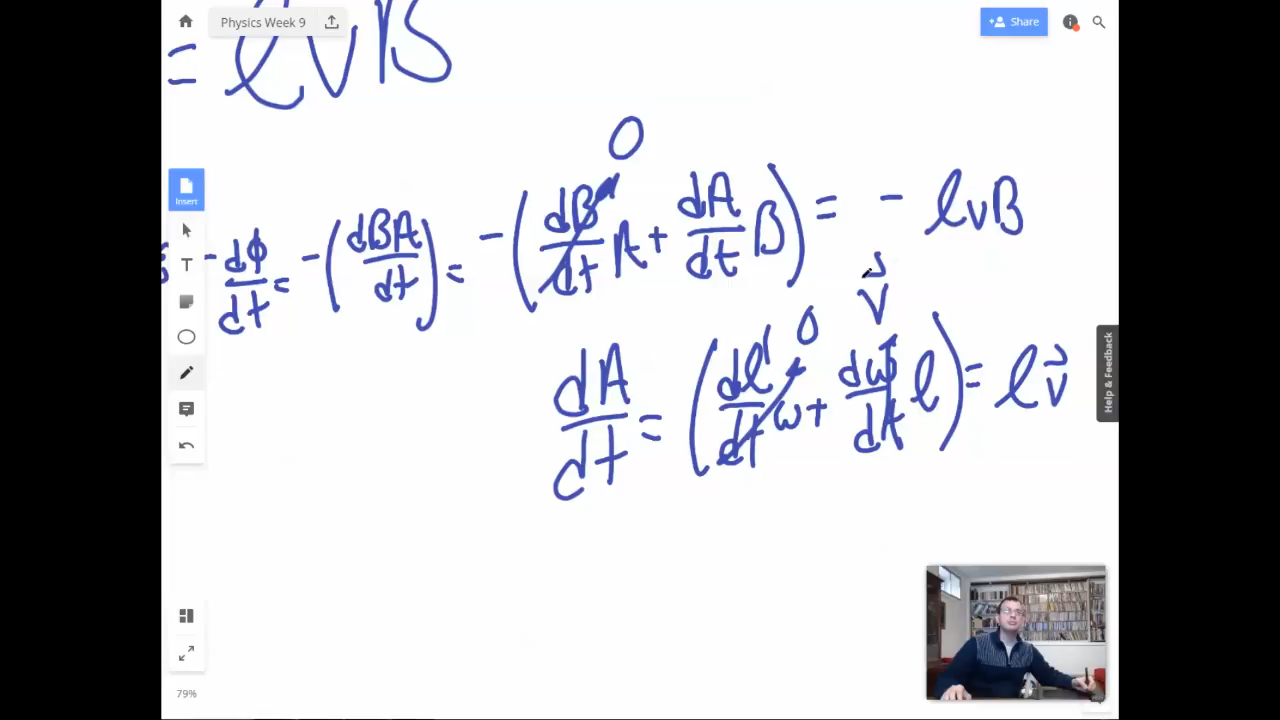 Physics Week 9
Share
= lvB
Insert
0
- dϕ/dt = - (dBA/dt) = - (dB/dt A + dA/dt B) = - lvB
v⃗
0
dA/dt = (dl/dt w + dw/dt l) = l v⃗
Help & Feedback
79%